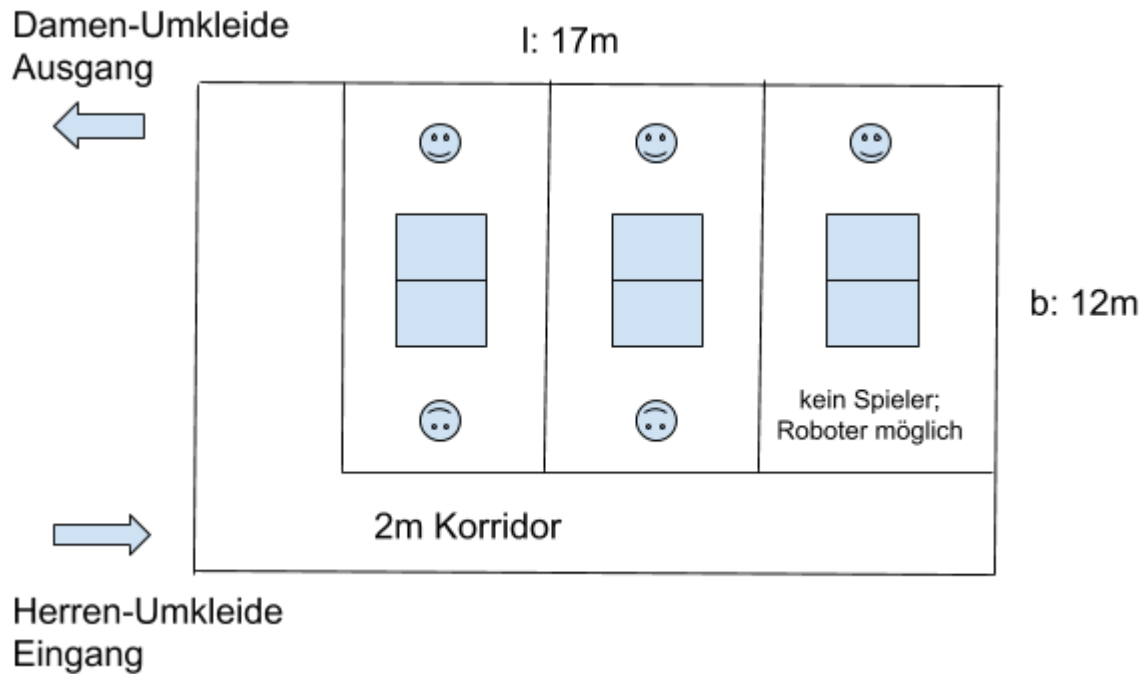 Damen-Umkleide
Ausgang
l: 17m
b: 12m
kein Spieler;
Roboter möglich
2m Korridor
Herren-Umkleide
Eingang